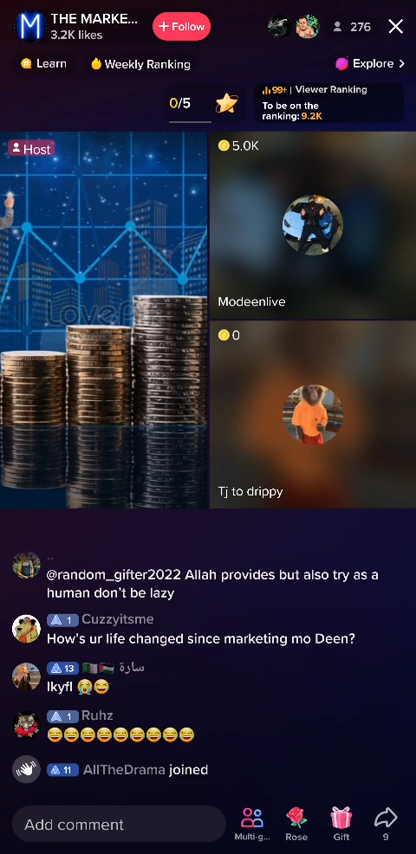 THE MARKE...
3.2K likes
+ Follow
276
Learn
Weekly Ranking
Explore >
0/5
99+ | Viewer Ranking
To be on the
ranking: 9.2K
Host
5.0K
Modeenlive
0
Tj to drippy
..
@random_gifter2022 Allah provides but also try as a
human don't be lazy
1 Cuzzyitsme
How's ur life changed since marketing mo Deen?
13 سارة
Ikyfl 😭😅
1 Ruhz
😂😂😂😂😂😂😂😂😂
11 AllTheDrama joined
Add comment
Multi-g...
Rose
Gift
9